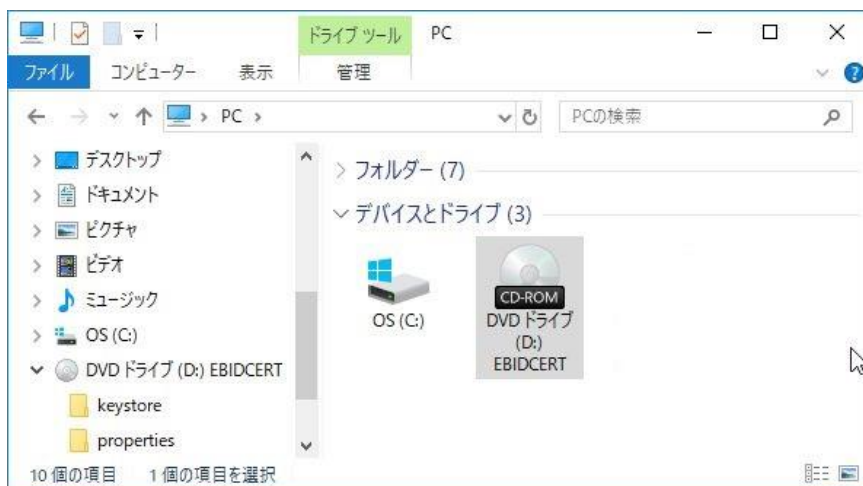 ドライブ ツール
PC
ファイル
コンピューター
表示
管理
PC
PCの検索
デスクトップ
ドキュメント
ピクチャ
ビデオ
ミュージック
OS (C:)
DVD ドライブ (D:) EBIDCERT
keystore
properties
フォルダー (7)
デバイスとドライブ (3)
OS (C:)
CD-ROM
DVD ドライブ
(D:)
EBIDCERT
10 個の項目
1 個の項目を選択